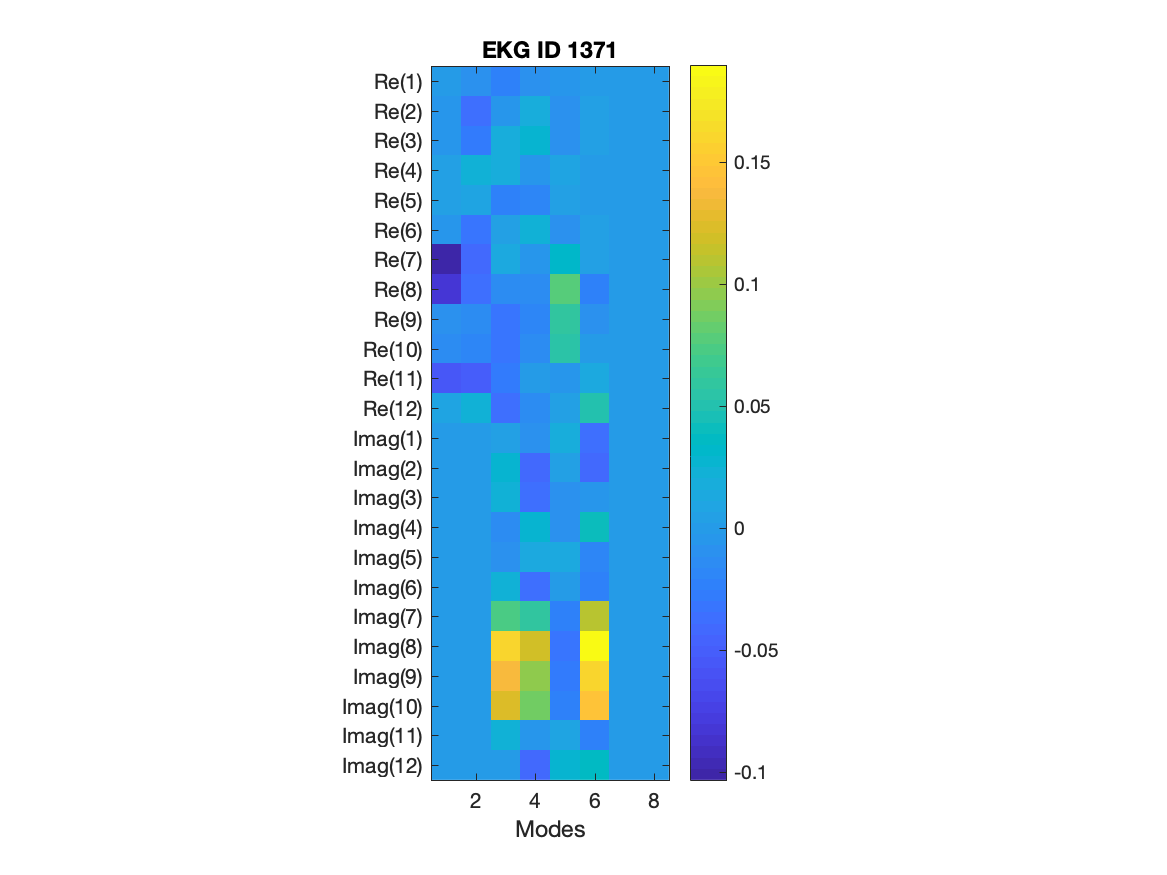 EKG ID 1371
Re(1)
Re(2)
Re(3)
Re(4)
Re(5)
Re(6)
Re(7)
Re(8)
Re(9)
Re(10)
Re(11)
Re(12)
Imag(1)
Imag(2)
Imag(3)
Imag(4)
Imag(5)
Imag(6)
Imag(7)
Imag(8)
Imag(9)
Imag(10)
Imag(11)
Imag(12)
2 4 6 8
Modes
0.15
0.1
0.05
0
-0.05
-0.1